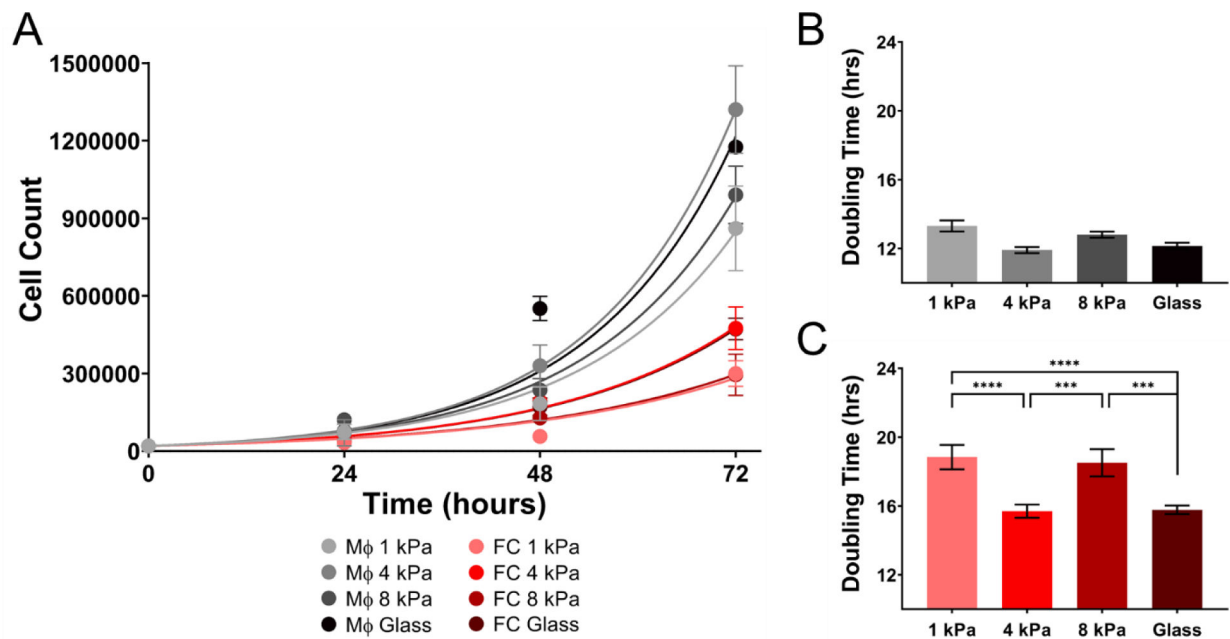 A
Cell Count
1500000
1200000
900000
600000
300000
0
0 24 48 72
Time (hours)
Mϕ 1 kPa FC 1 kPa
Mϕ 4 kPa FC 4 kPa
Mϕ 8 kPa FC 8 kPa
Mϕ Glass FC Glass
B
Doubling Time (hrs)
24
20
16
12
1 kPa 4 kPa 8 kPa Glass
C
Doubling Time (hrs)
24
20
16
12
****
**** *** ***
1 kPa 4 kPa 8 kPa Glass